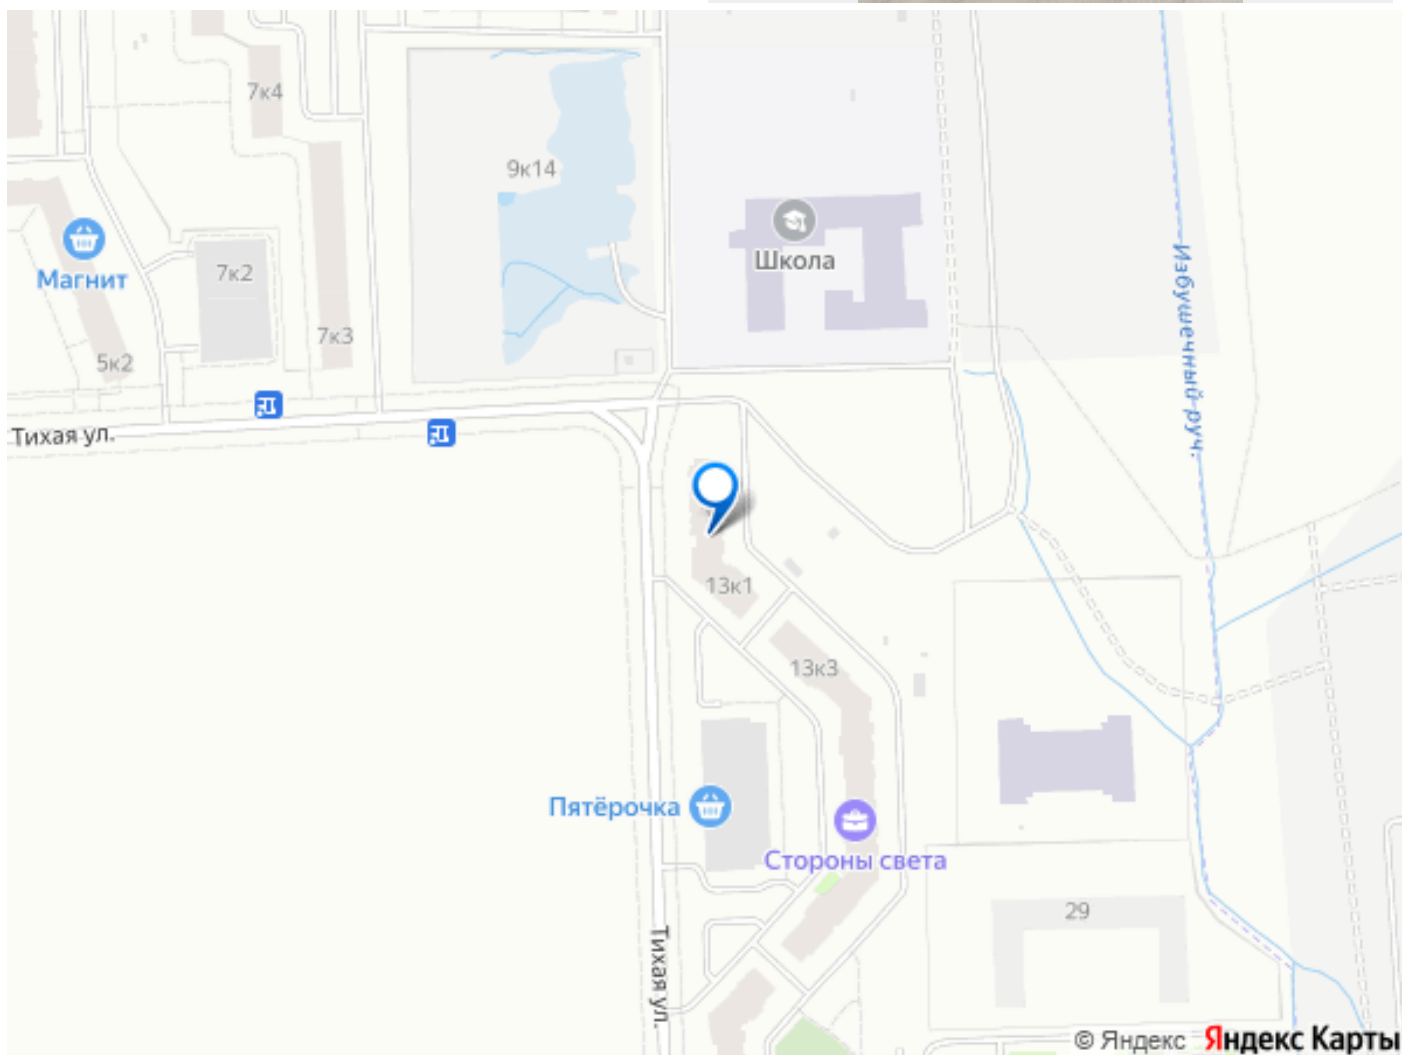 7к4
9к14
Школа
Магнит
7к2
7к3
5к2
Избушечный руч.
Тихая ул.
13к1
13к3
Пятёрочка
Стороны света
29
Тихая ул.
© Яндекс Яндекс Карты